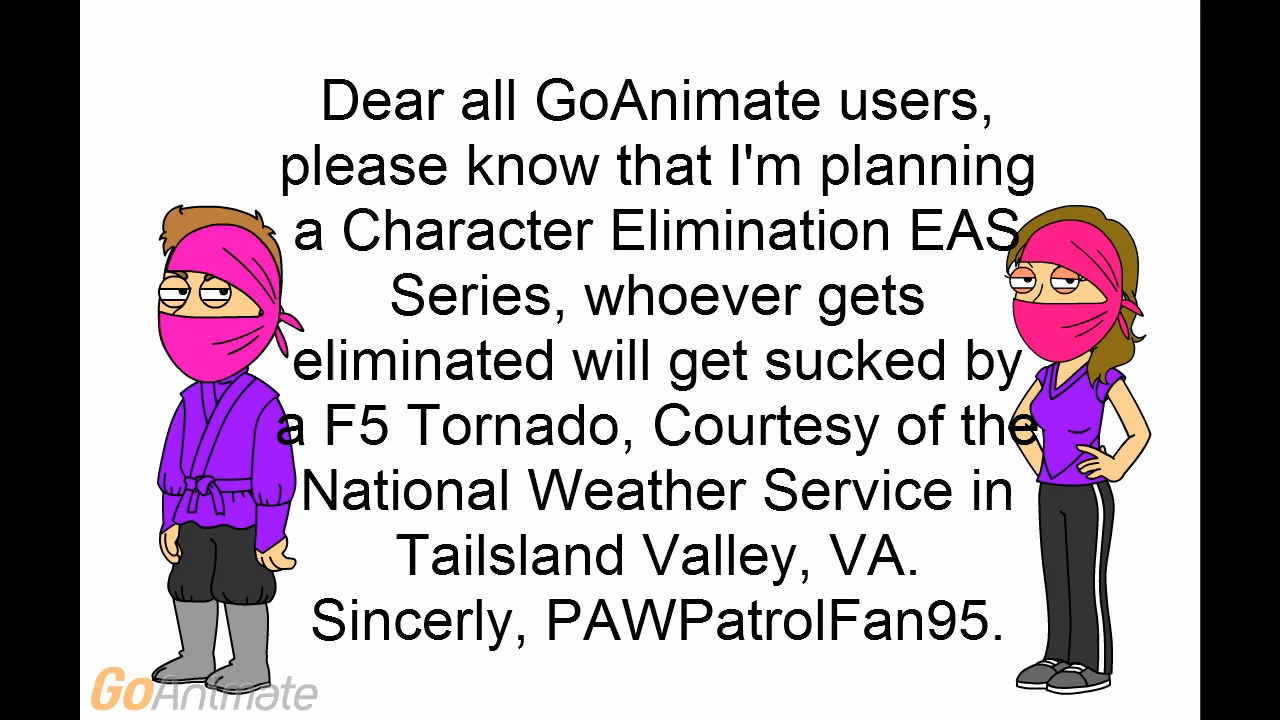 Dear all GoAnimate users,
please know that I'm planning
a Character Elimination EAS
Series, whoever gets
eliminated will get sucked by
a F5 Tornado, Courtesy of the
National Weather Service in
Tailsland Valley, VA.
Sincerly, PAWPatrolFan95.
GoAnimate